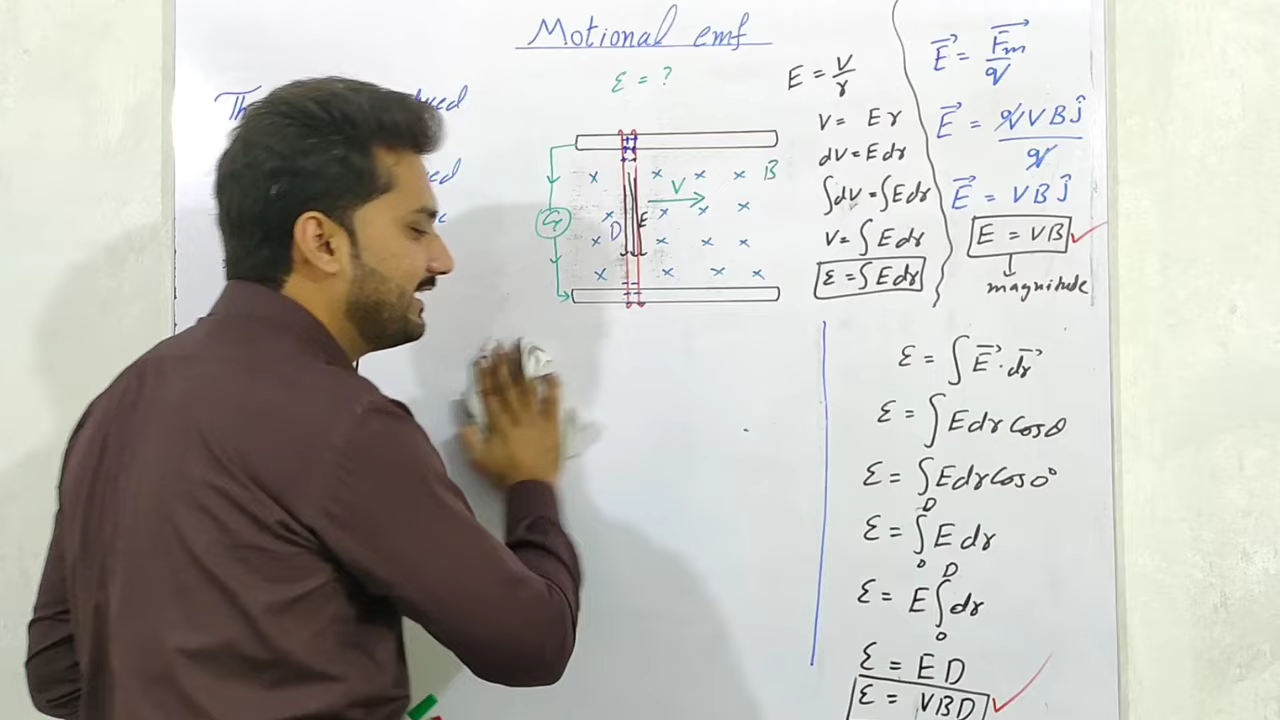 Motional emf
ε = ?
B
V
G
D
E
E = V/r
V = Er
dV = Edr
∫dV = ∫Edr
V = ∫Edr
ε = ∫Edr
E⃗ = F⃗m/q
E⃗ = qVBĵ/q
E⃗ = VBĵ
E = VB
magnitude
ε = ∫E⃗·dr⃗
ε = ∫Edr Cosθ
ε = ∫Edr Cos0°
ε = ∫₀ᴰ E dr
ε = E∫₀ᴰ dr
ε = ED
ε = VBD